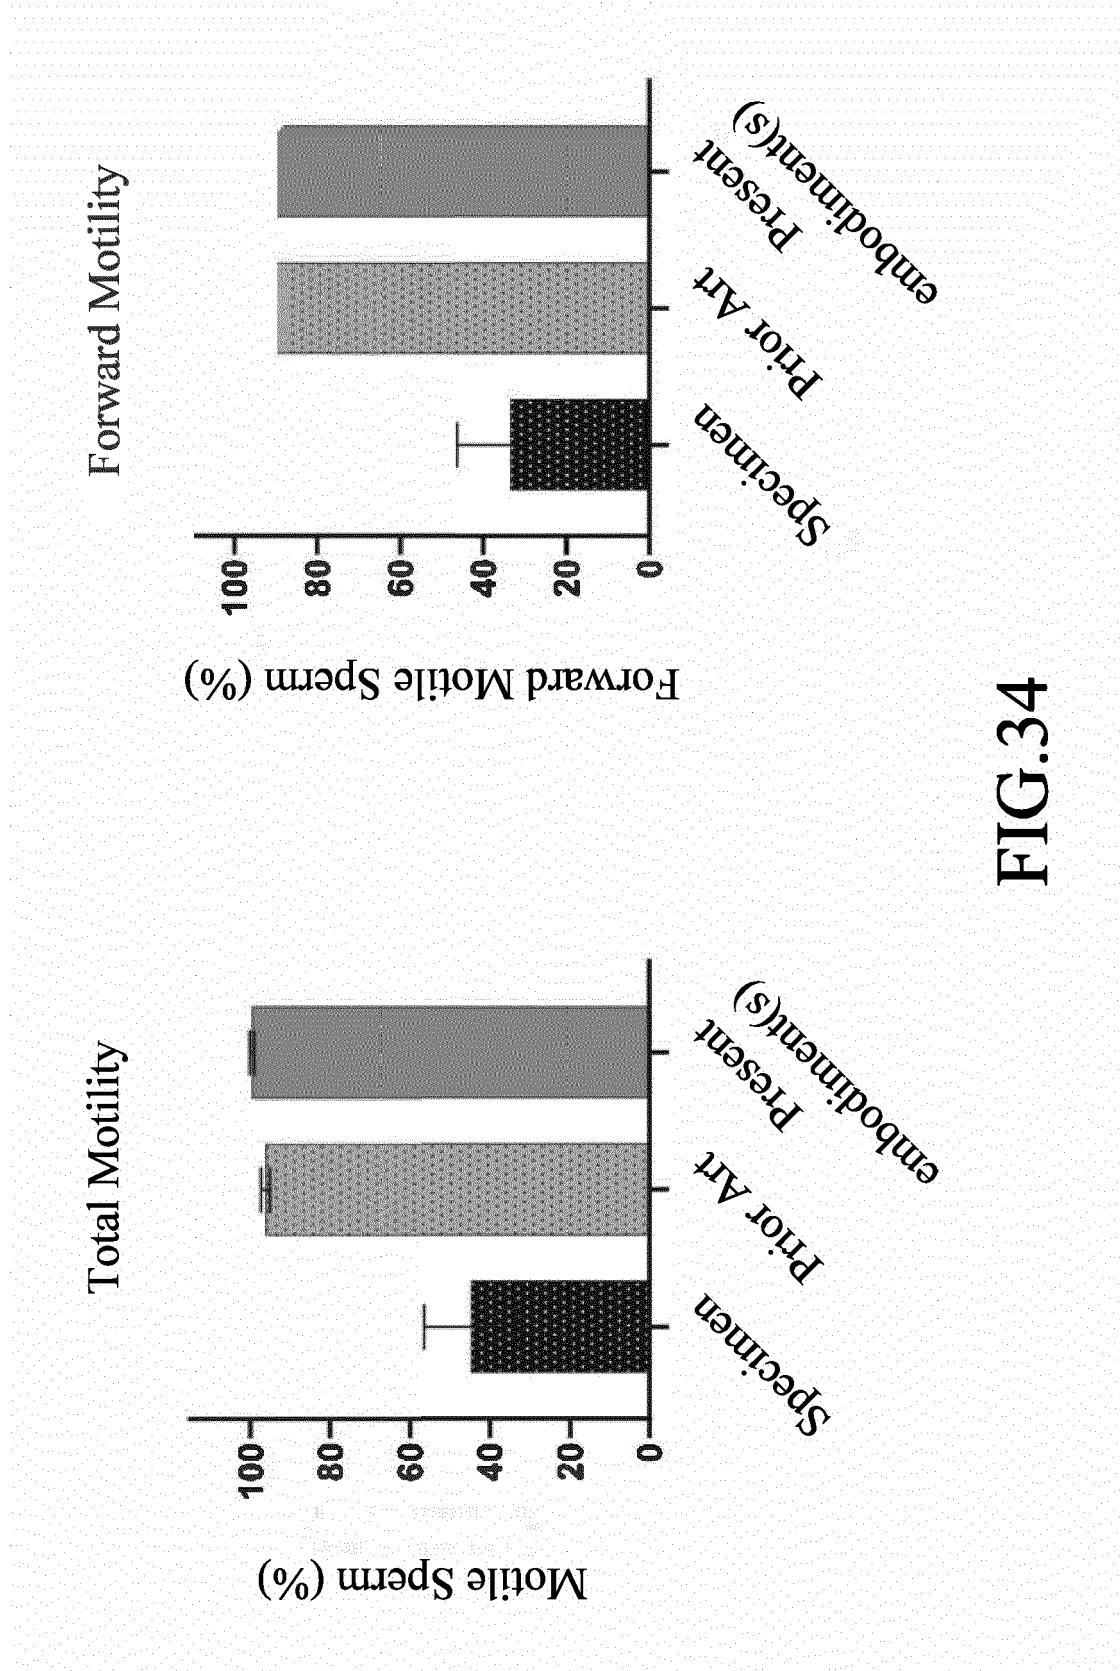 Total Motility
Motile Sperm (%)
100
80
60
40
20
0
Specimen
Prior Art
Present
embodiment(s)
Forward Motility
Forward Motile Sperm (%)
100
80
60
40
20
0
Specimen
Prior Art
Present
embodiment(s)
FIG.34